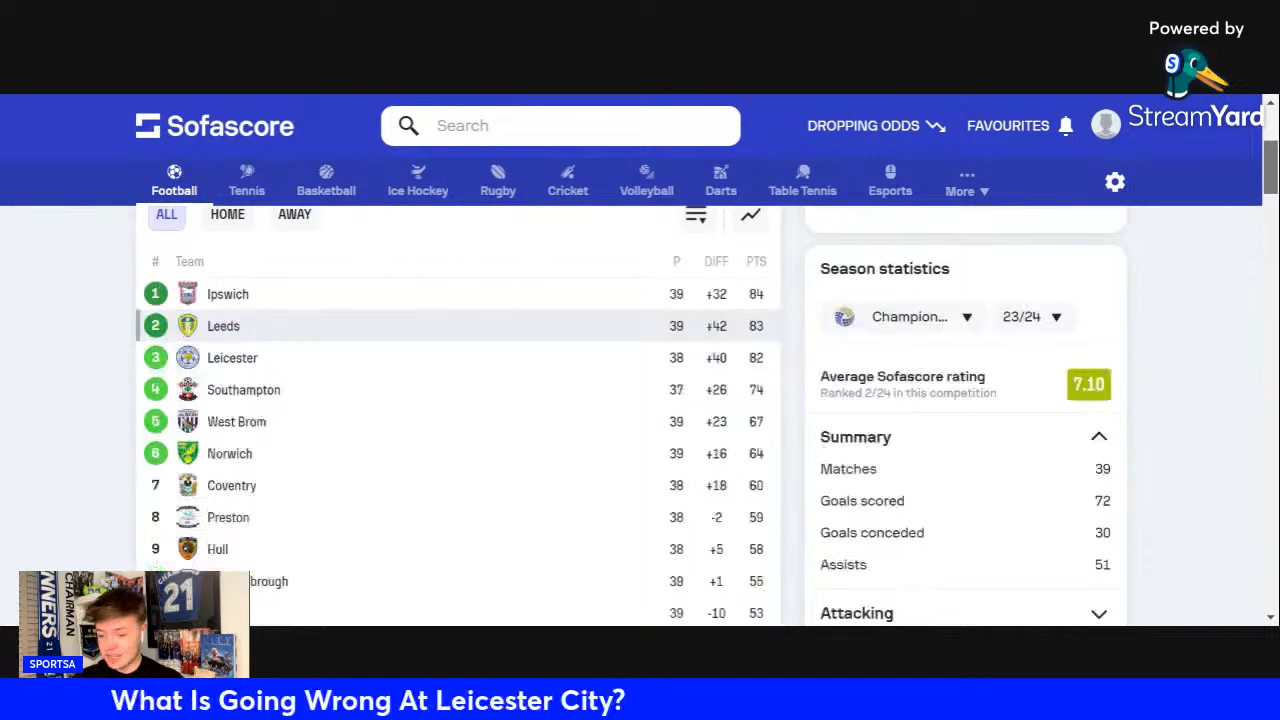 Powered by
StreamYard
Sofascore
Search
DROPPING ODDS
FAVOURITES
Football
Tennis
Basketball
Ice Hockey
Rugby
Cricket
Volleyball
Darts
Table Tennis
Esports
More
ALL
HOME
AWAY
# Team P DIFF PTS
1 Ipswich 39 +32 84
2 Leeds 39 +42 83
3 Leicester 38 +40 82
4 Southampton 37 +26 74
5 West Brom 39 +23 67
6 Norwich 39 +16 64
7 Coventry 38 +18 60
8 Preston 38 -2 59
9 Hull 38 +5 58
brough 39 +1 55
39 -10 53
Season statistics
Champion...
23/24
Average Sofascore rating
Ranked 2/24 in this competition
7.10
Summary
Matches 39
Goals scored 72
Goals conceded 30
Assists 51
Attacking
CHAIRMAN
21
SPORTSA
What Is Going Wrong At Leicester City?